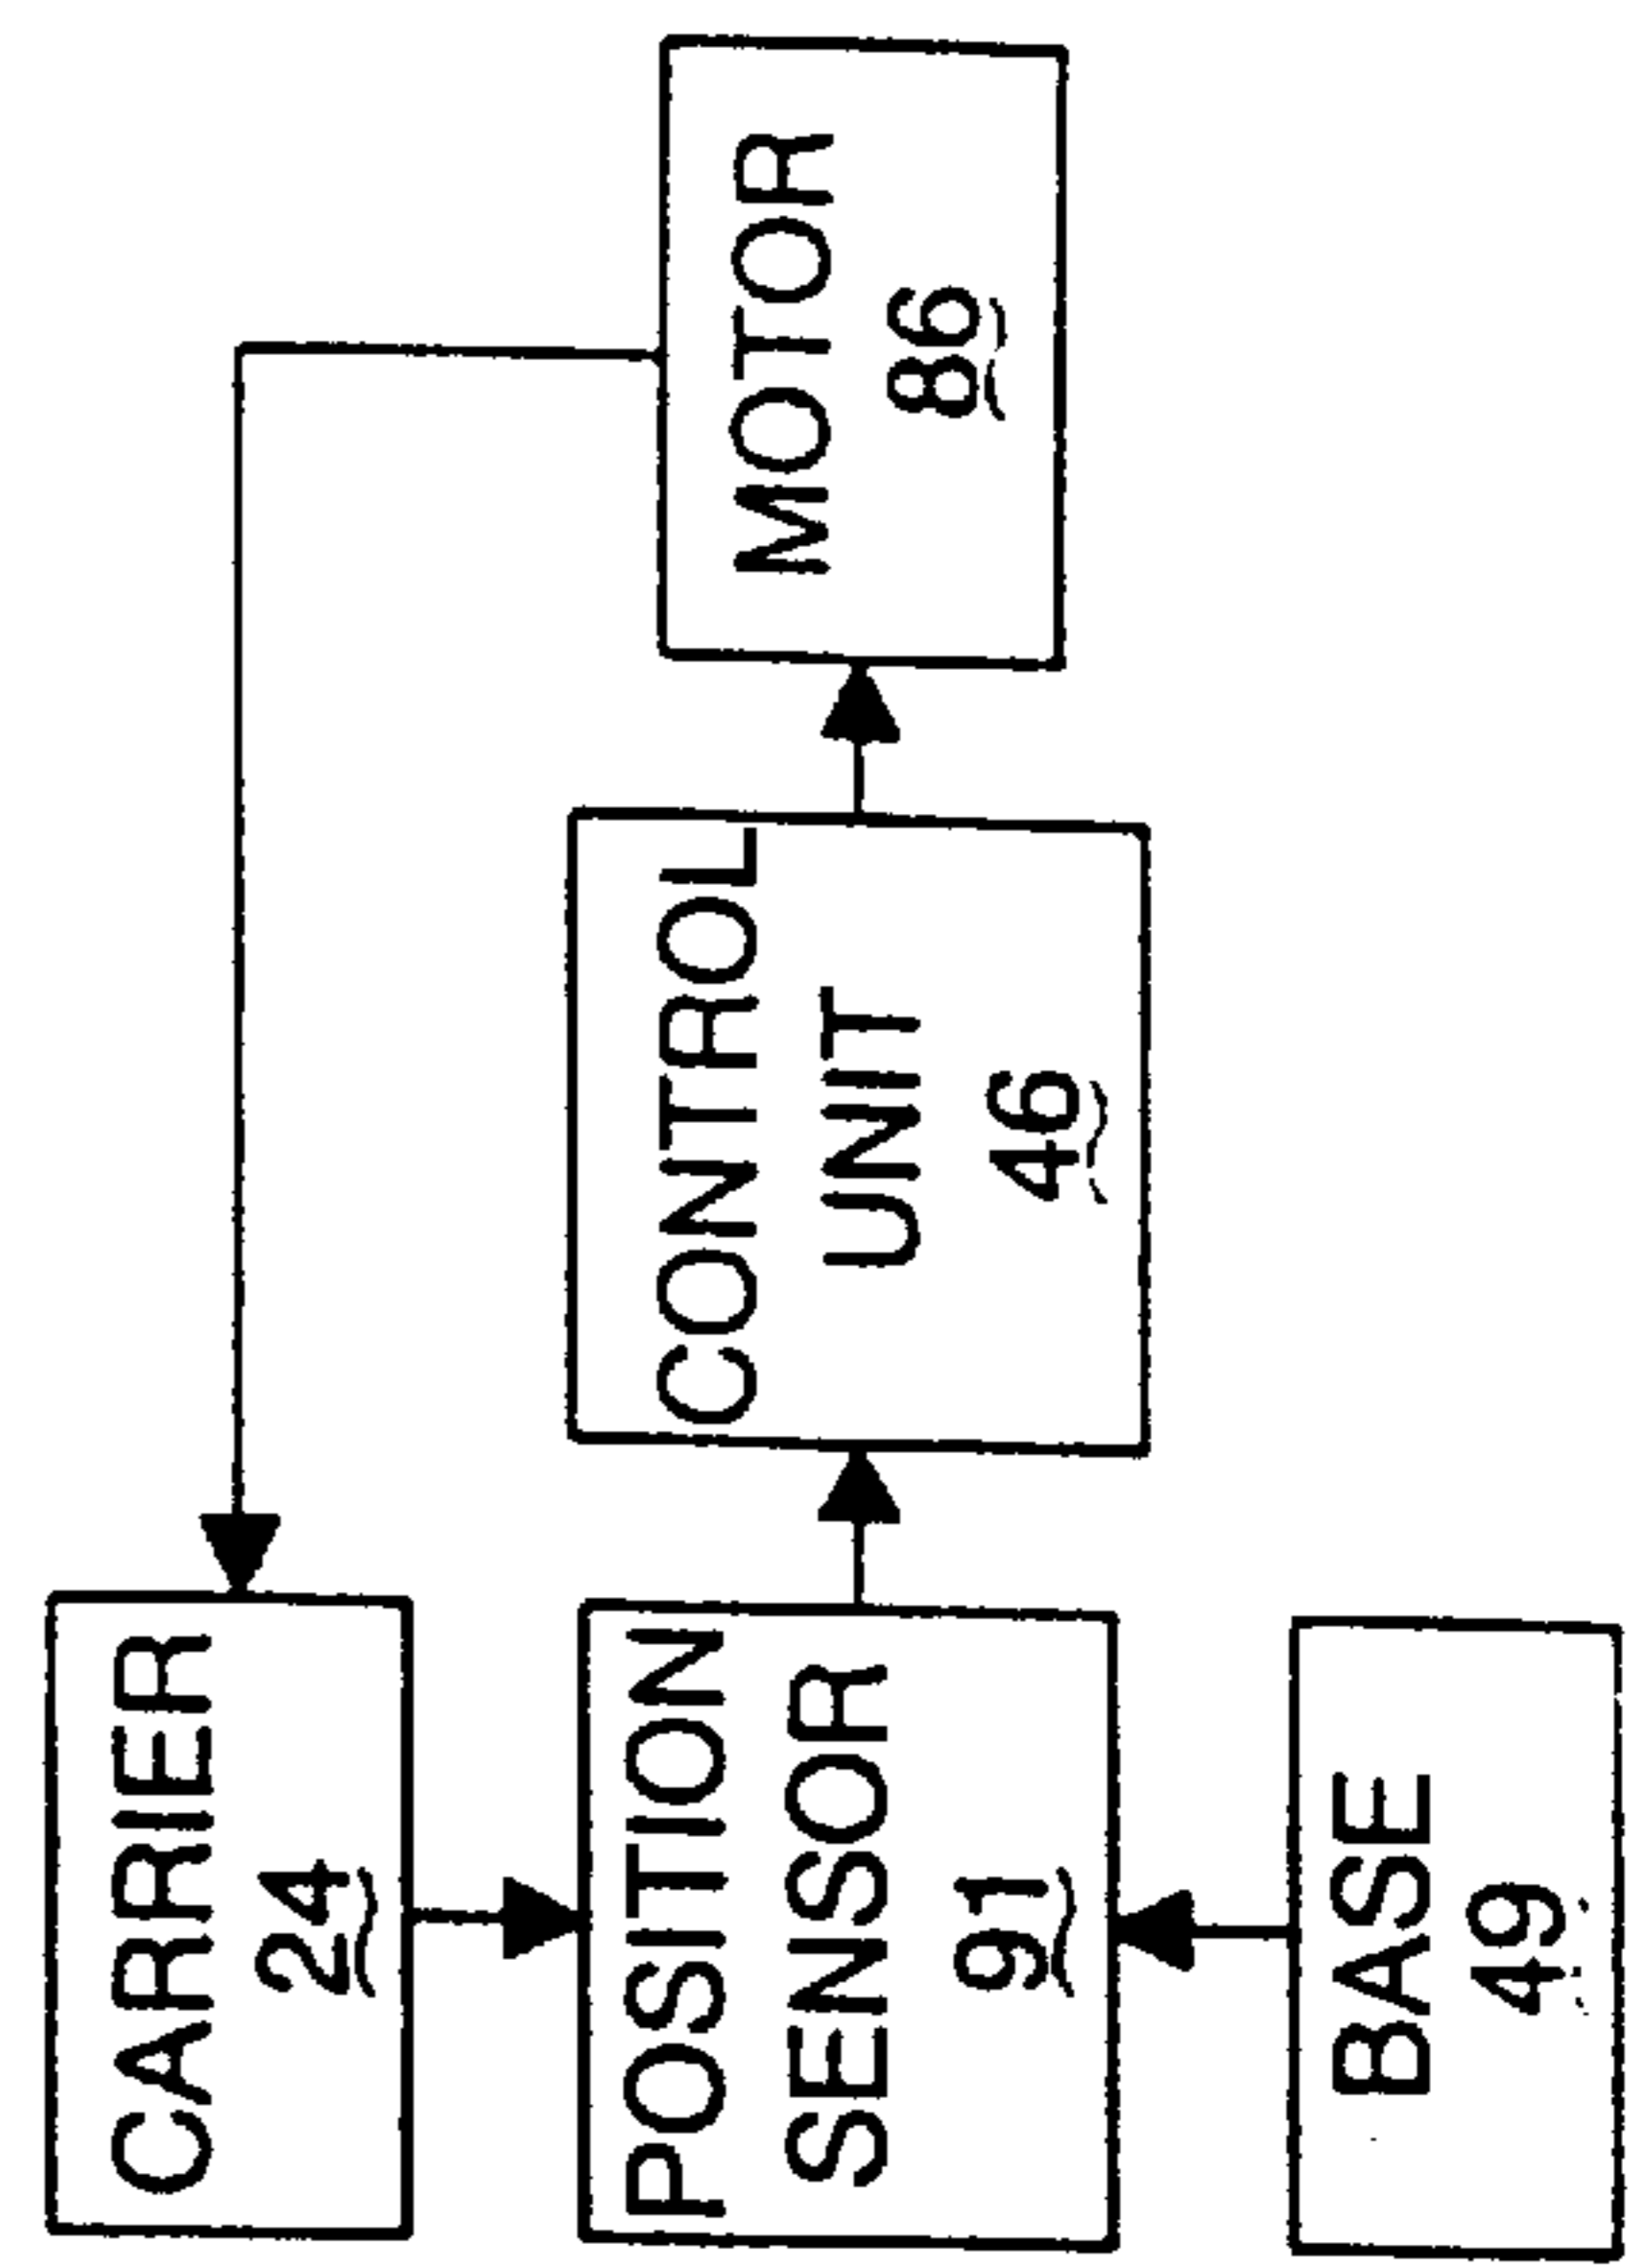 CARRIER
24
POSITION
SENSOR
91
BASE
49
CONTROL
UNIT
46
MOTOR
86